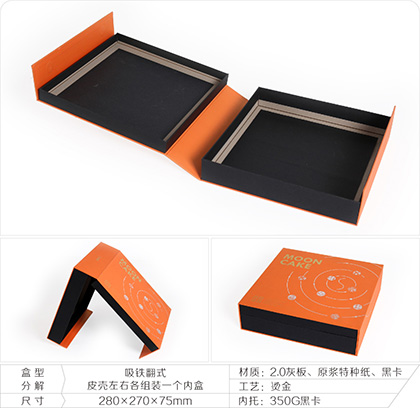 MOON
CAKE
盒型
吸铁翻式
材质：2.0灰板、原浆特种纸、黑卡
分解
皮壳左右各组装一个内盒
工艺：烫金
尺寸
280×270×75mm
内托：350G黑卡